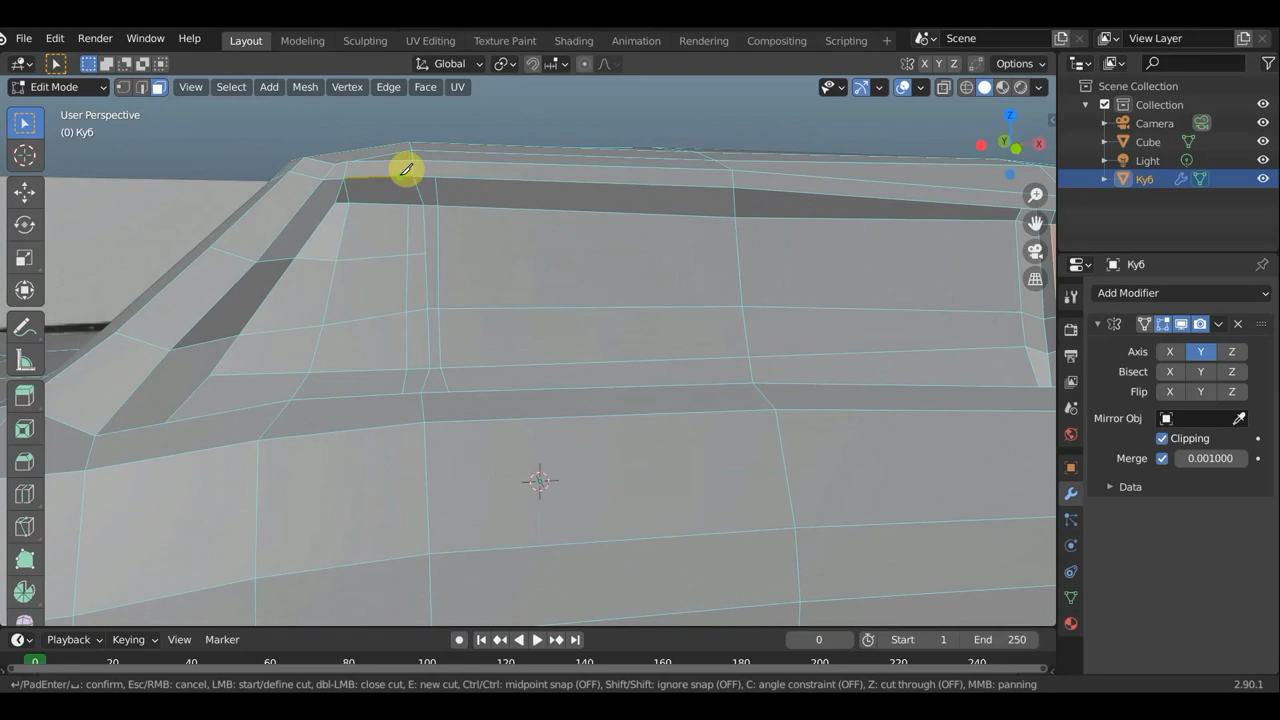 File Edit Render Window Help Layout Modeling Sculpting UV Editing Texture Paint Shading Animation Rendering Compositing Scripting + Scene View Layer
Global X Y Z Options
Edit Mode View Select Add Mesh Vertex Edge Face UV
User Perspective
(0) Куб
Z
Y
X
Scene Collection
Collection
Camera
Cube
Light
Куб
Куб
Add Modifier
Axis X Y Z
Bisect X Y Z
Flip X Y Z
Mirror Obj
Clipping
Merge 0.001000
Data
Playback Keying View Marker 0 Start 1 End 250
0 20 40 60 80 100 120 140 160 180 200 220 240
↵/PadEnter/␣: confirm, Esc/RMB: cancel, LMB: start/define cut, dbl-LMB: close cut, E: new cut, Ctrl/Ctrl: midpoint snap (OFF), Shift/Shift: ignore snap (OFF), C: angle constraint (OFF), Z: cut through (OFF), MMB: panning 2.90.1